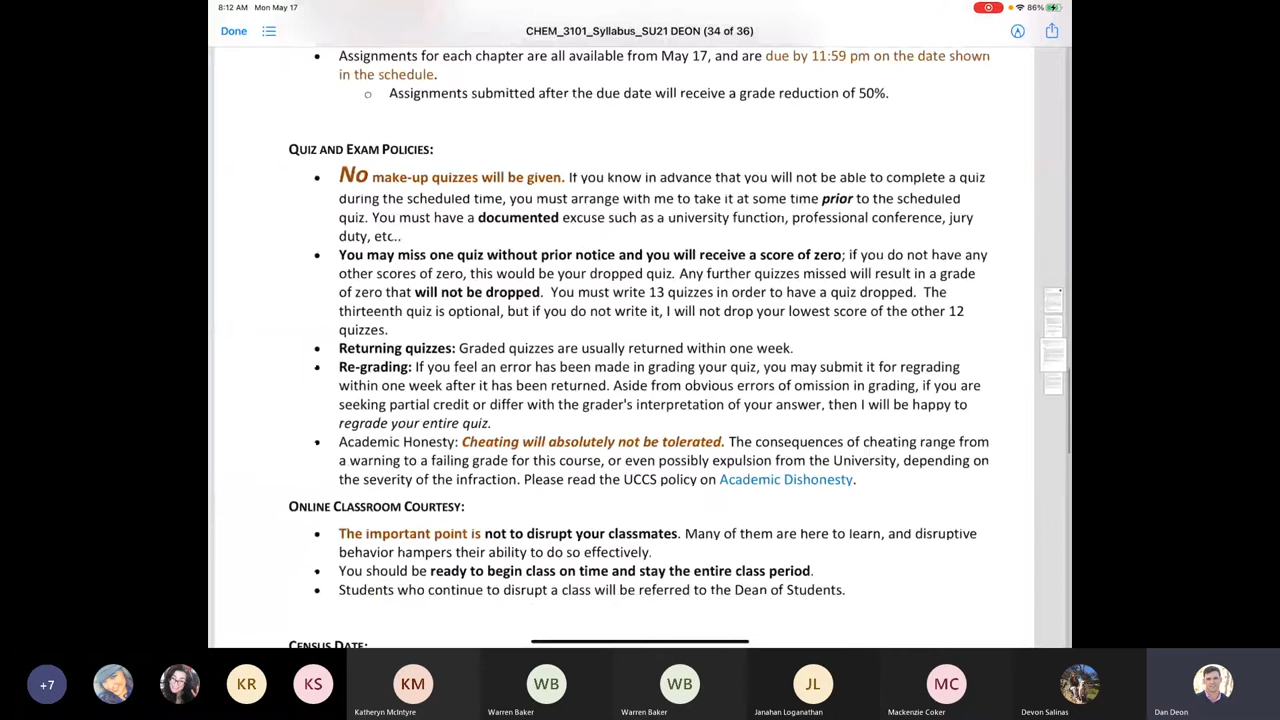 8:12 AM Mon May 17
86%
Done
CHEM_3101_Syllabus_SU21 DEON (34 of 36)
• Assignments for each chapter are all available from May 17, and are due by 11:59 pm on the date shown
in the schedule.
o Assignments submitted after the due date will receive a grade reduction of 50%.
QUIZ AND EXAM POLICIES:
• No make-up quizzes will be given. If you know in advance that you will not be able to complete a quiz
during the scheduled time, you must arrange with me to take it at some time prior to the scheduled
quiz. You must have a documented excuse such as a university function, professional conference, jury
duty, etc..
• You may miss one quiz without prior notice and you will receive a score of zero; if you do not have any
other scores of zero, this would be your dropped quiz. Any further quizzes missed will result in a grade
of zero that will not be dropped. You must write 13 quizzes in order to have a quiz dropped. The
thirteenth quiz is optional, but if you do not write it, I will not drop your lowest score of the other 12
quizzes.
• Returning quizzes: Graded quizzes are usually returned within one week.
• Re-grading: If you feel an error has been made in grading your quiz, you may submit it for regrading
within one week after it has been returned. Aside from obvious errors of omission in grading, if you are
seeking partial credit or differ with the grader's interpretation of your answer, then I will be happy to
regrade your entire quiz.
• Academic Honesty: Cheating will absolutely not be tolerated. The consequences of cheating range from
a warning to a failing grade for this course, or even possibly expulsion from the University, depending on
the severity of the infraction. Please read the UCCS policy on Academic Dishonesty.
ONLINE CLASSROOM COURTESY:
• The important point is not to disrupt your classmates. Many of them are here to learn, and disruptive
behavior hampers their ability to do so effectively.
• You should be ready to begin class on time and stay the entire class period.
• Students who continue to disrupt a class will be referred to the Dean of Students.
CENSUS DATE:
+7 KR KS KM WB WB JL MC
Katheryn McIntyre Warren Baker Warren Baker Janahan Loganathan Mackenzie Coker Devon Salinas Dan Deon